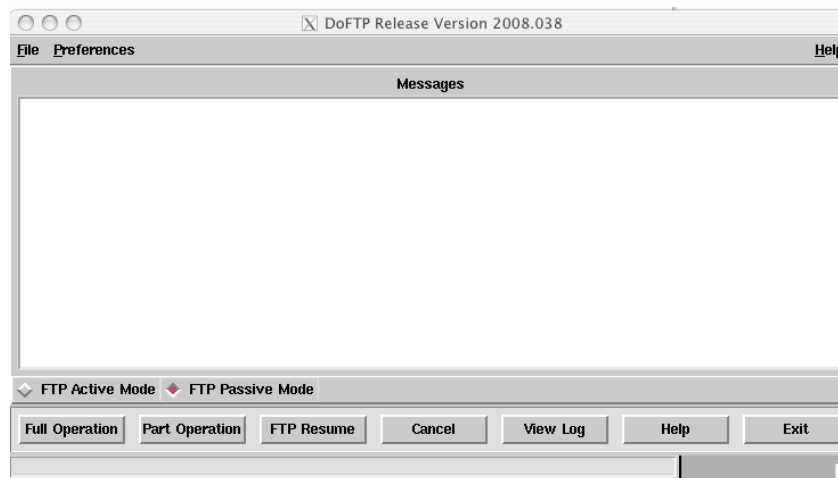 DoFTP Release Version 2008.038
File Preferences Help
Messages
FTP Active Mode FTP Passive Mode
Full Operation Part Operation FTP Resume Cancel View Log Help Exit